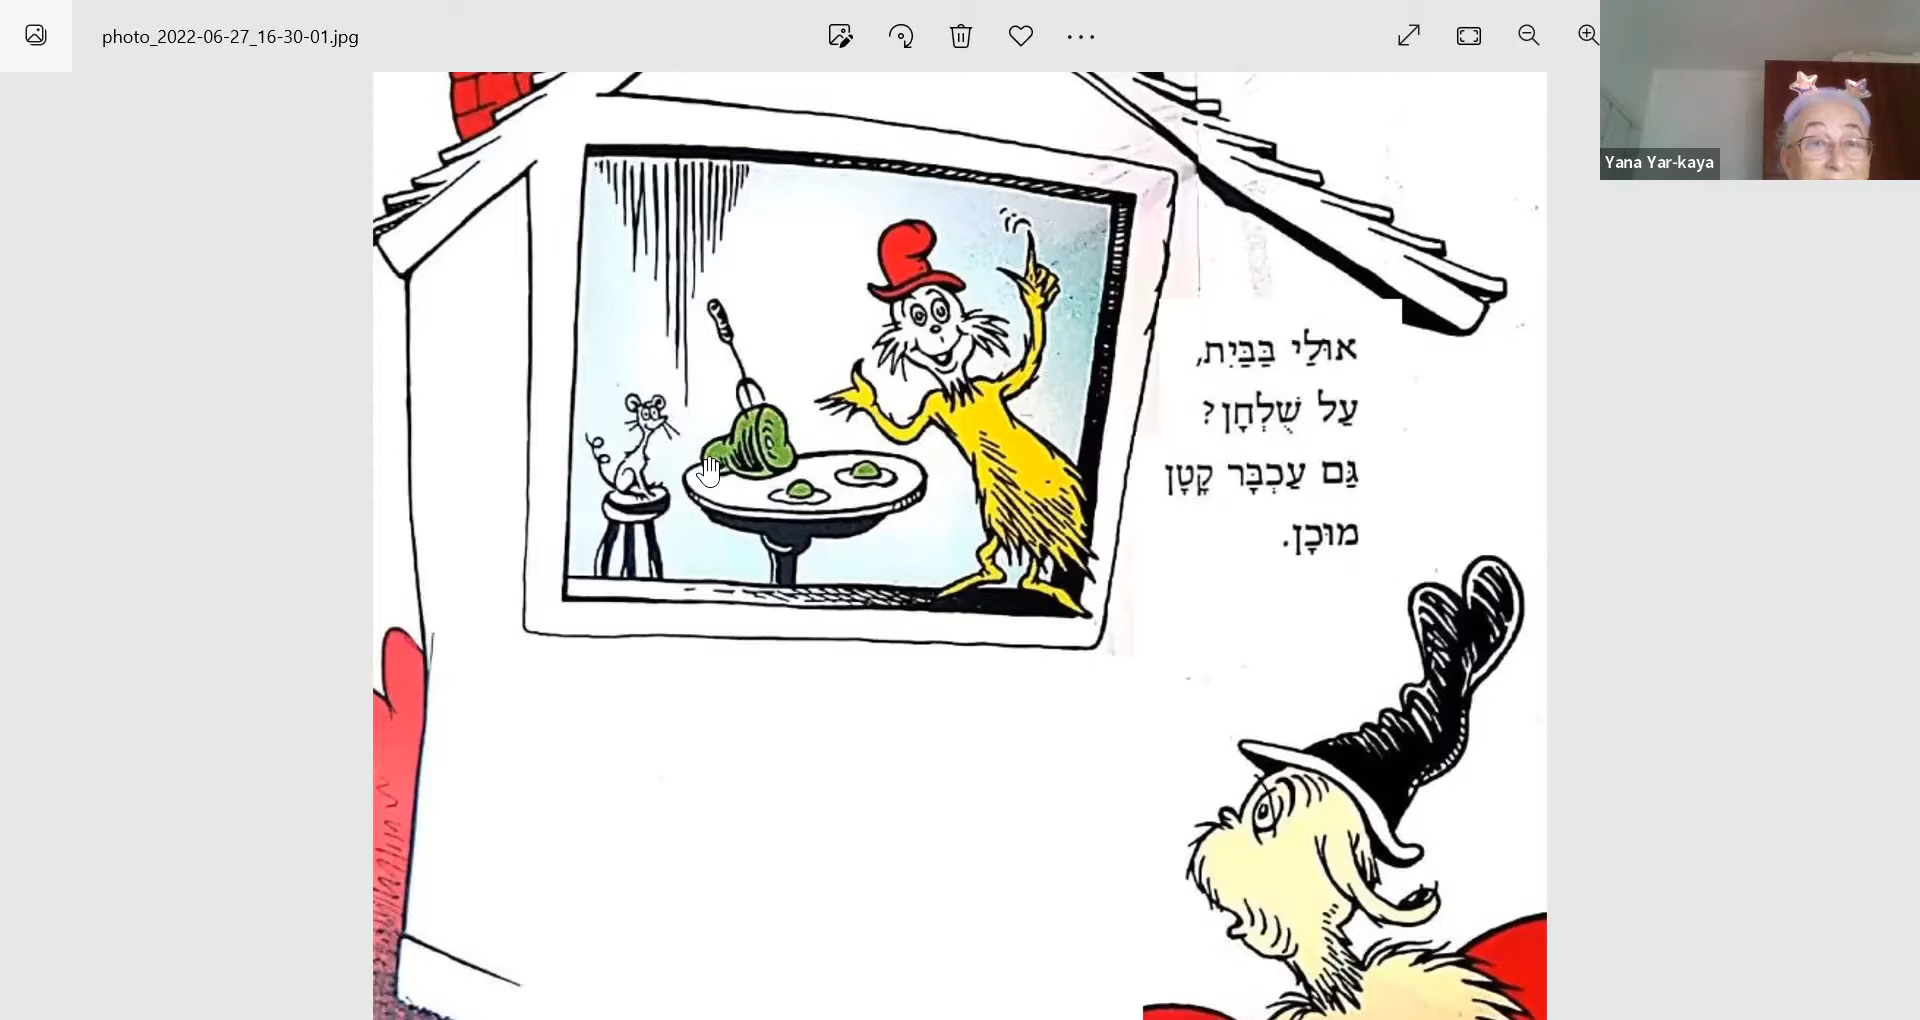 photo_2022-06-27_16-30-01.jpg
Yana Yar-kaya
אוּלַי בַּבַּיִת,
עַל שֻׁלְחָן?
גַּם עַכְבָּר קָטָן
מוּכָן.